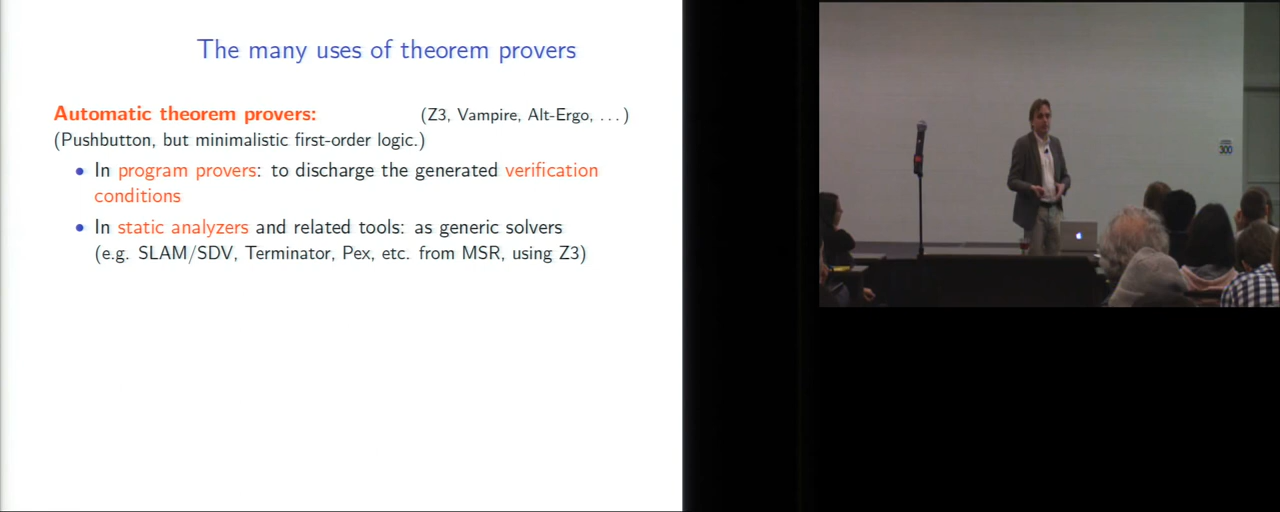 The many uses of theorem provers
Automatic theorem provers: (Z3, Vampire, Alt-Ergo, ...)
(Pushbutton, but minimalistic first-order logic.)
• In program provers: to discharge the generated verification
conditions
• In static analyzers and related tools: as generic solvers
(e.g. SLAM/SDV, Terminator, Pex, etc. from MSR, using Z3)
300